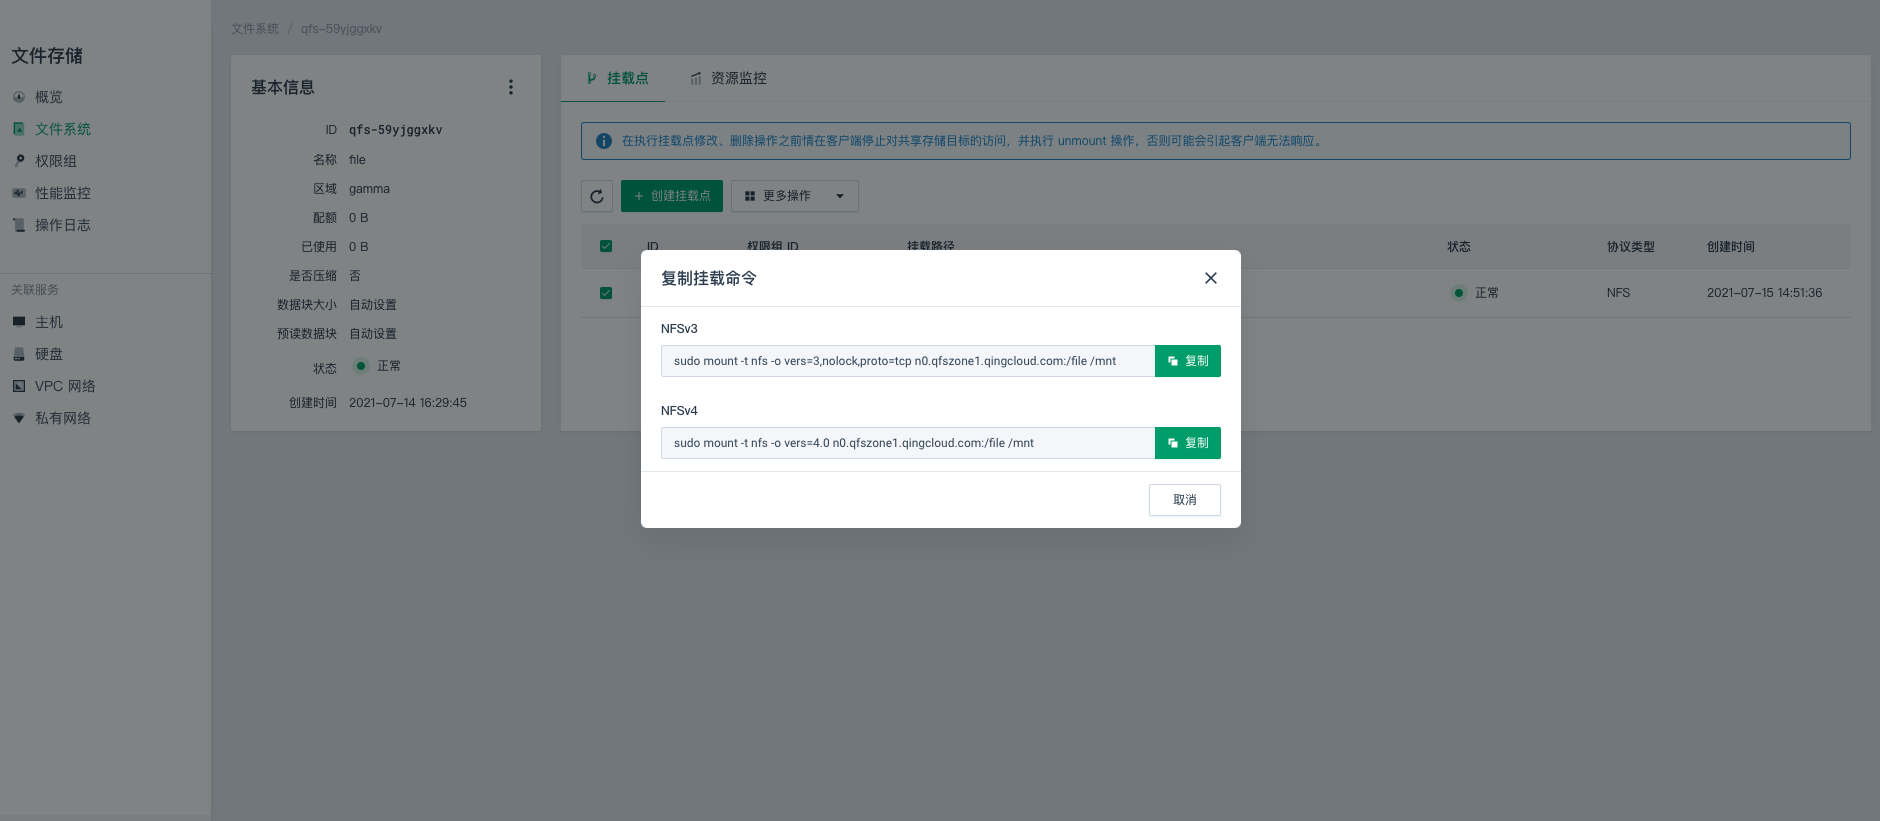 文件存储
概览
文件系统
权限组
性能监控
操作日志
关联服务
主机
硬盘
VPC 网络
私有网络
文件系统 / qfs-59yjggxkv
基本信息
ID qfs-59yjggxkv
名称 file
区域 gamma
配额 0 B
已使用 0 B
是否压缩 否
数据块大小 自动设置
预读数据块 自动设置
状态 正常
创建时间 2021-07-14 16:29:45
挂载点 资源监控
在执行挂载点修改、删除操作之前情在客户端停止对共享存储目标的访问，并执行 unmount 操作，否则可能会引起客户端无法响应。
+ 创建挂载点 更多操作
ID 权限组 ID 挂载路径 状态 协议类型 创建时间
正常 NFS 2021-07-15 14:51:36
复制挂载命令
NFSv3
sudo mount -t nfs -o vers=3,nolock,proto=tcp n0.qfszone1.qingcloud.com:/file /mnt 复制
NFSv4
sudo mount -t nfs -o vers=4.0 n0.qfszone1.qingcloud.com:/file /mnt 复制
取消